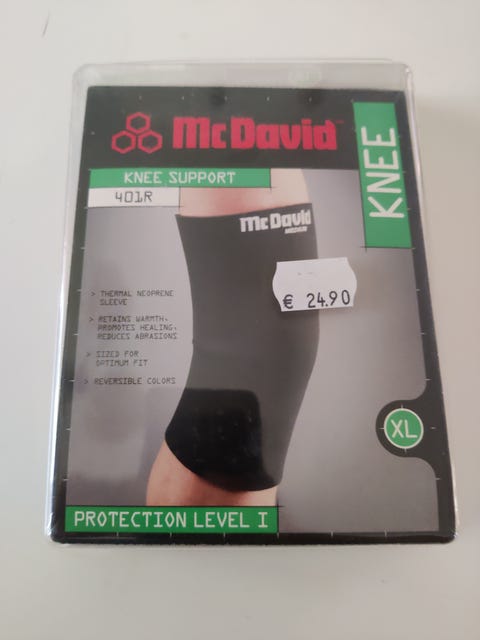 McDavid™
KNEE
KNEE SUPPORT
401R
McDavid
> THERMAL NEOPRENE
SLEEVE
> RETAINS WARMTH,
PROMOTES HEALING,
REDUCES ABRASIONS
> SIZED FOR
OPTIMUM FIT
> REVERSIBLE COLORS
€ 24.90
XL
PROTECTION LEVEL I